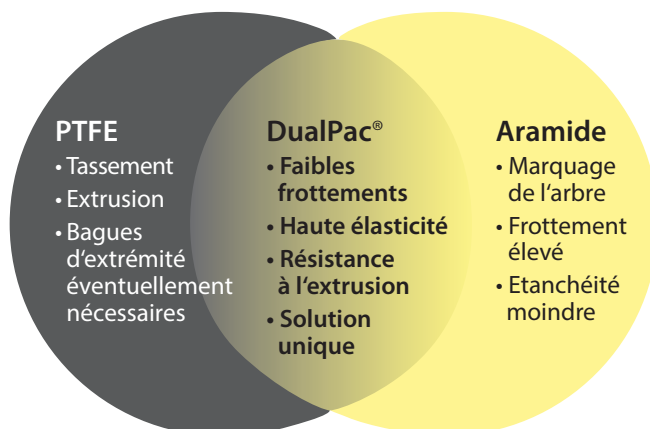 PTFE
• Tassement
• Extrusion
• Bagues
d'extrémité
éventuellement
nécessaires
DualPac®
• Faibles
frottements
• Haute élasticité
• Résistance
à l'extrusion
• Solution
unique
Aramide
• Marquage
de l'arbre
• Frottement
élevé
• Etanchéité
moindre